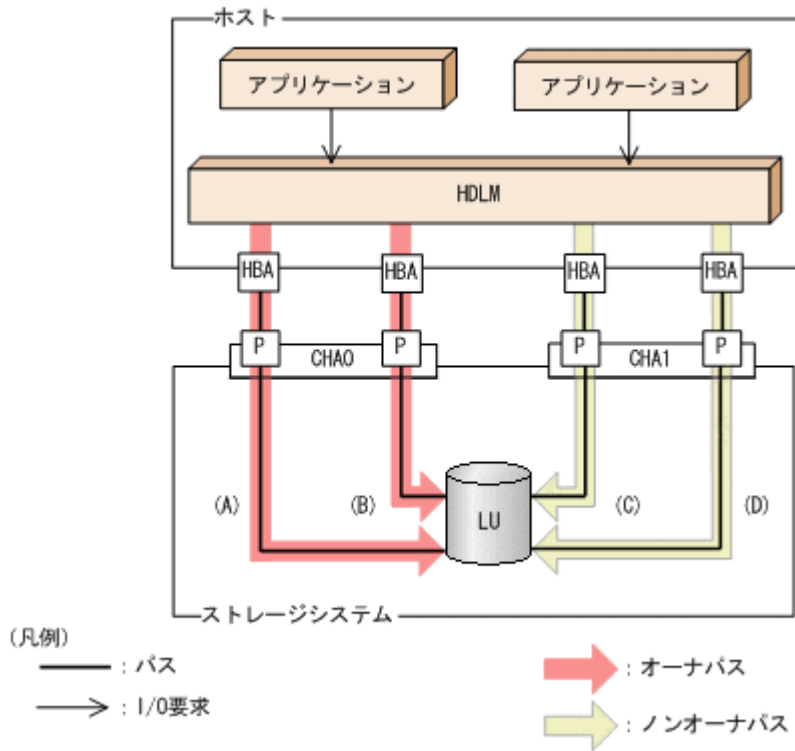 ホスト
アプリケーション
アプリケーション
HDLM
HBA
HBA
HBA
HBA
P
CHA0
P
P
CHA1
P
(A)
(B)
LU
(C)
(D)
ストレージシステム
(凡例)
: パス
: I/O要求
: オーナパス
: ノンオーナパス